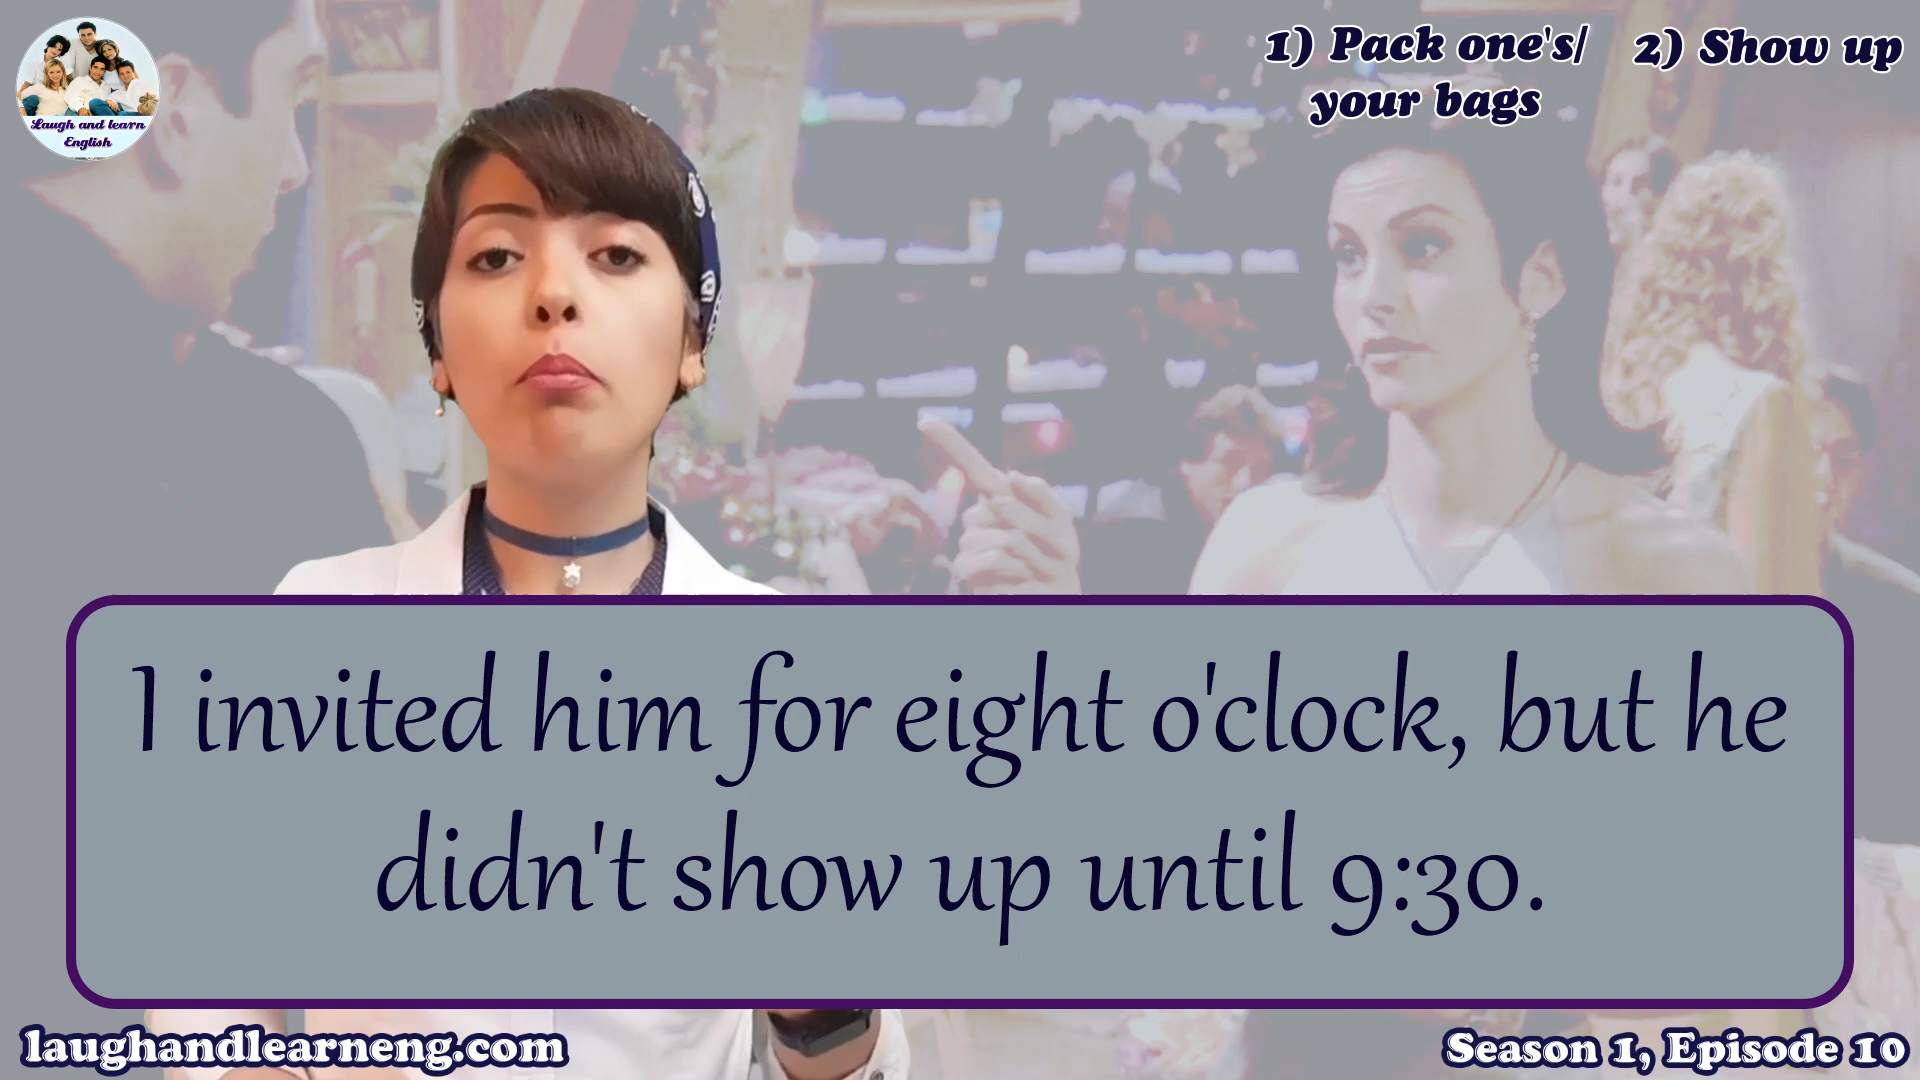 Laugh and learn
English
1) Pack one's/
your bags
2) Show up
I invited him for eight o'clock, but he
didn't show up until 9:30.
laughandlearneng.com
Season 1, Episode 10